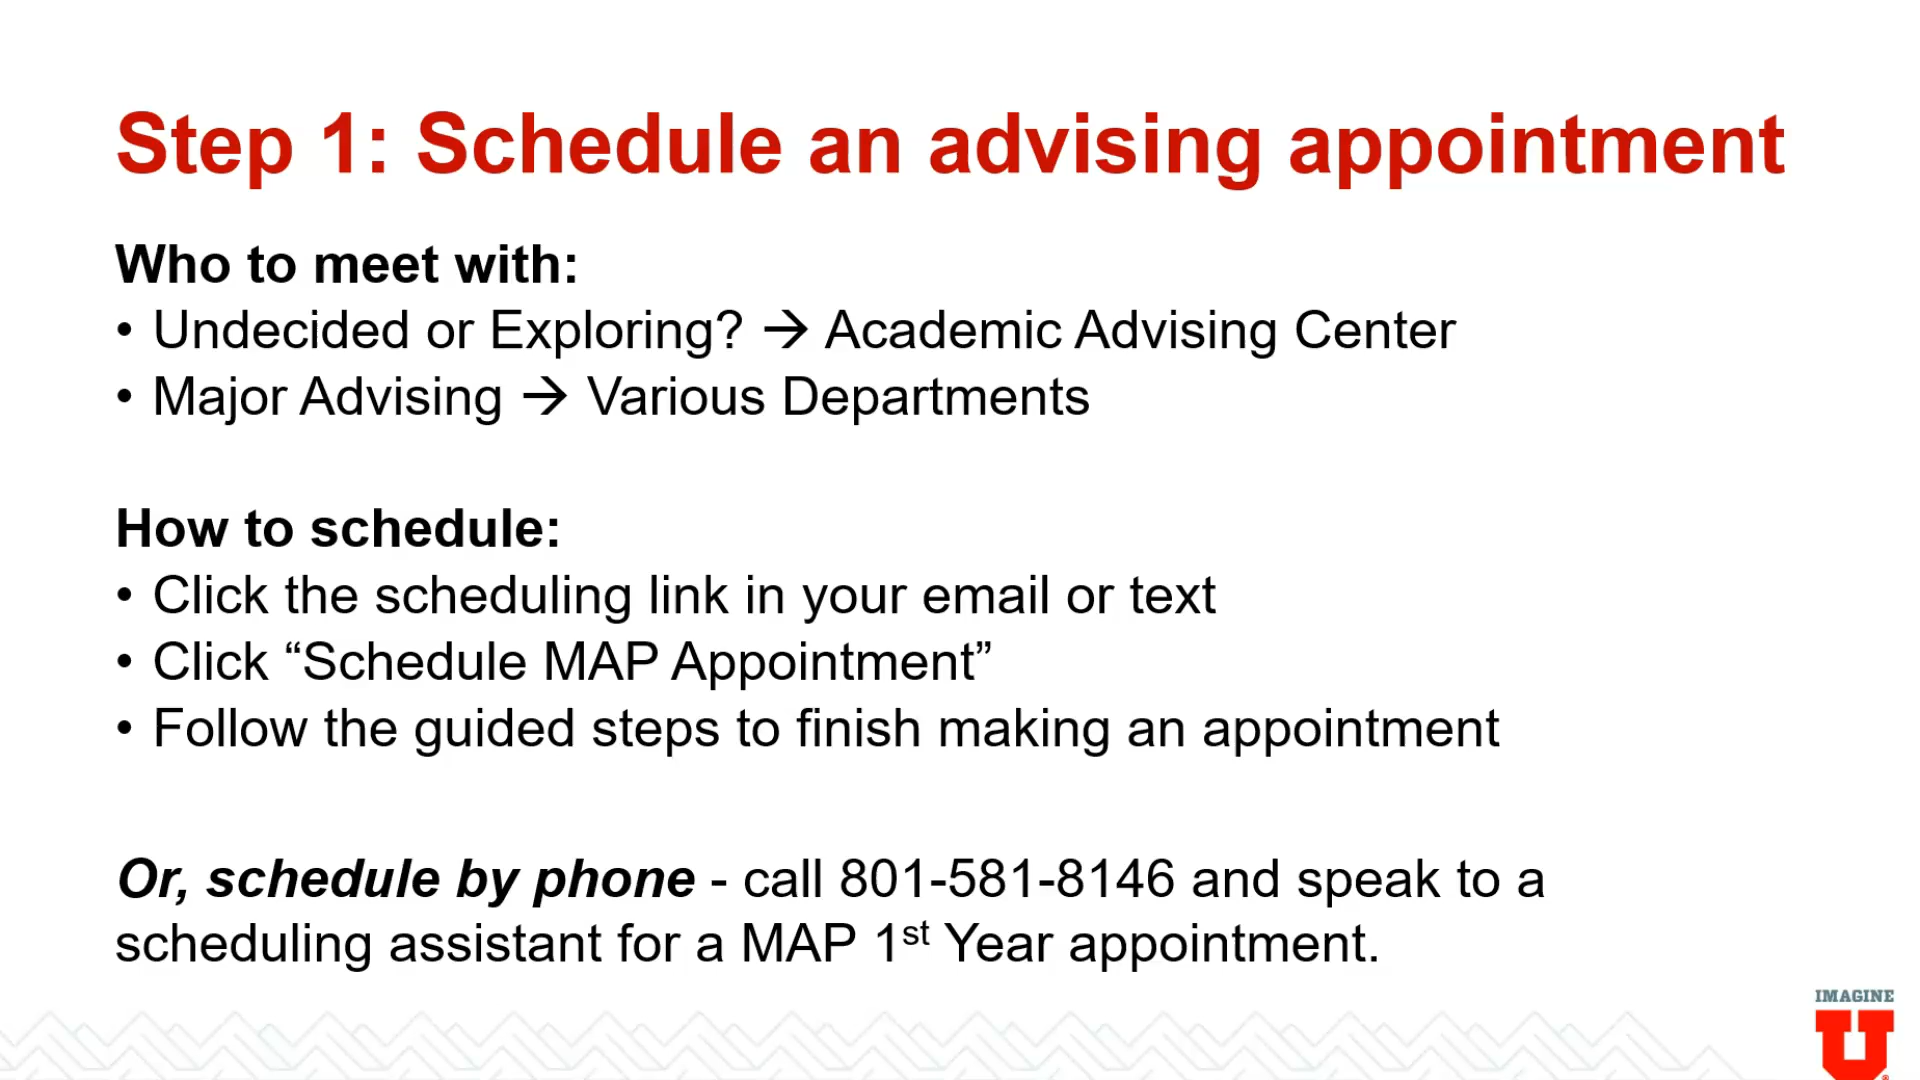 Step 1: Schedule an advising appointment
Who to meet with:
• Undecided or Exploring? → Academic Advising Center
• Major Advising → Various Departments
How to schedule:
• Click the scheduling link in your email or text
• Click “Schedule MAP Appointment”
• Follow the guided steps to finish making an appointment
Or, schedule by phone - call 801-581-8146 and speak to a
scheduling assistant for a MAP 1st Year appointment.
IMAGINE
U